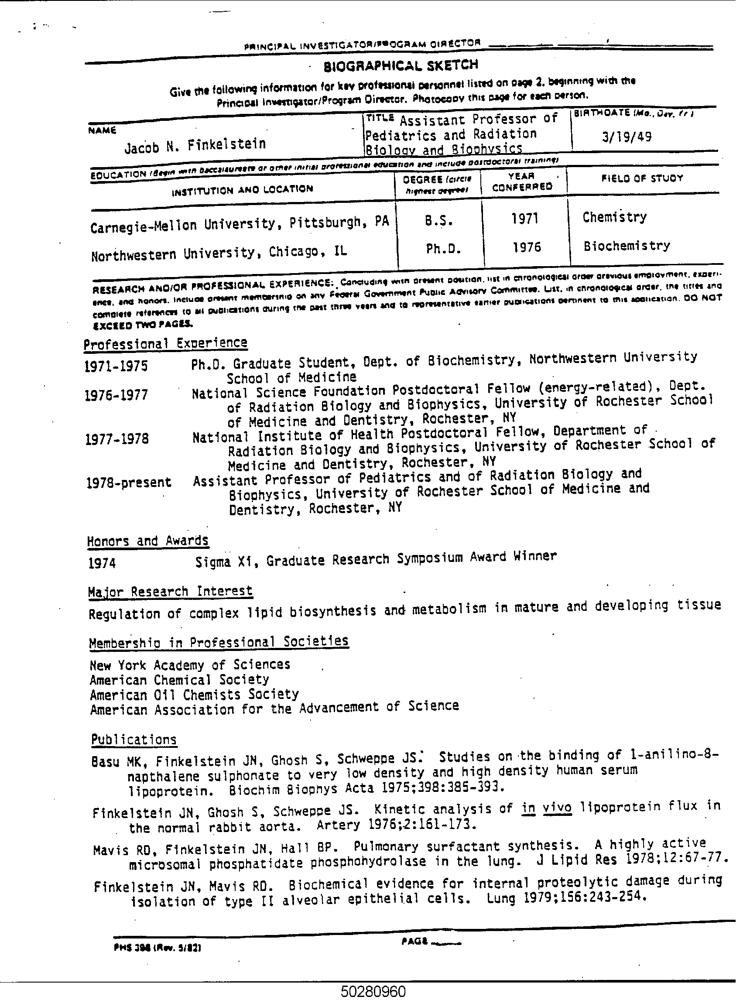 PRINCIPAL INVESTIGATOR/PROGRAM DIRECTOR
BIOGRAPHICAL SKETCH
Give the following information for key professional personnel listed on page 2, beginning with the
Principal Investigator/Program Director. Photocopy this page for each person.
NAME
Jacob N. Finkelstein
TITLE Assistant Professor of
Pediatrics and Radiation
Biology and Biophysics
BIRTHDATE (Mo., Day, Yr.)
3/19/49
EDUCATION (Begin with baccalaureate or other initial professional education and include postdoctoral training)
INSTITUTION AND LOCATION
DEGREE (circle
highest degree)
YEAR
CONFERRED
FIELD OF STUDY
Carnegie-Mellon University, Pittsburgh, PA B.S. 1971 Chemistry
Northwestern University, Chicago, IL Ph.D. 1976 Biochemistry
RESEARCH AND/OR PROFESSIONAL EXPERIENCE: Concluding with present position, list in chronological order previous employment, experi-
ence, and honors. Include present membership on any Federal Government Public Advisory Committee. List, in chronological order, the titles and
complete references to all publications during the past three years and to representative earlier publications pertinent to this application. DO NOT
EXCEED TWO PAGES.
Professional Experience
1971-1975 Ph.D. Graduate Student, Dept. of Biochemistry, Northwestern University
School of Medicine
1976-1977 National Science Foundation Postdoctoral Fellow (energy-related), Dept.
of Radiation Biology and Biophysics, University of Rochester School
of Medicine and Dentistry, Rochester, NY
1977-1978 National Institute of Health Postdoctoral Fellow, Department of
Radiation Biology and Biophysics, University of Rochester School of
Medicine and Dentistry, Rochester, NY
1978-present Assistant Professor of Pediatrics and of Radiation Biology and
Biophysics, University of Rochester School of Medicine and
Dentistry, Rochester, NY
Honors and Awards
1974 Sigma Xi, Graduate Research Symposium Award Winner
Major Research Interest
Regulation of complex lipid biosynthesis and metabolism in mature and developing tissue
Membership in Professional Societies
New York Academy of Sciences
American Chemical Society
American Oil Chemists Society
American Association for the Advancement of Science
Publications
Basu MK, Finkelstein JN, Ghosh S, Schweppe JS. Studies on the binding of 1-anilino-8-
napthalene sulphonate to very low density and high density human serum
lipoprotein. Biochim Biophys Acta 1975;398:385-393.
Finkelstein JN, Ghosh S, Schweppe JS. Kinetic analysis of in vivo lipoprotein flux in
the normal rabbit aorta. Artery 1976;2:161-173.
Mavis RD, Finkelstein JN, Hall BP. Pulmonary surfactant synthesis. A highly active
microsomal phosphatidate phosphohydrolase in the lung. J Lipid Res 1978;12:67-77.
Finkelstein JN, Mavis RD. Biochemical evidence for internal proteolytic damage during
isolation of type II alveolar epithelial cells. Lung 1979;156:243-254.
PHS 398 (Rev. 5/82) PAGE
50280960